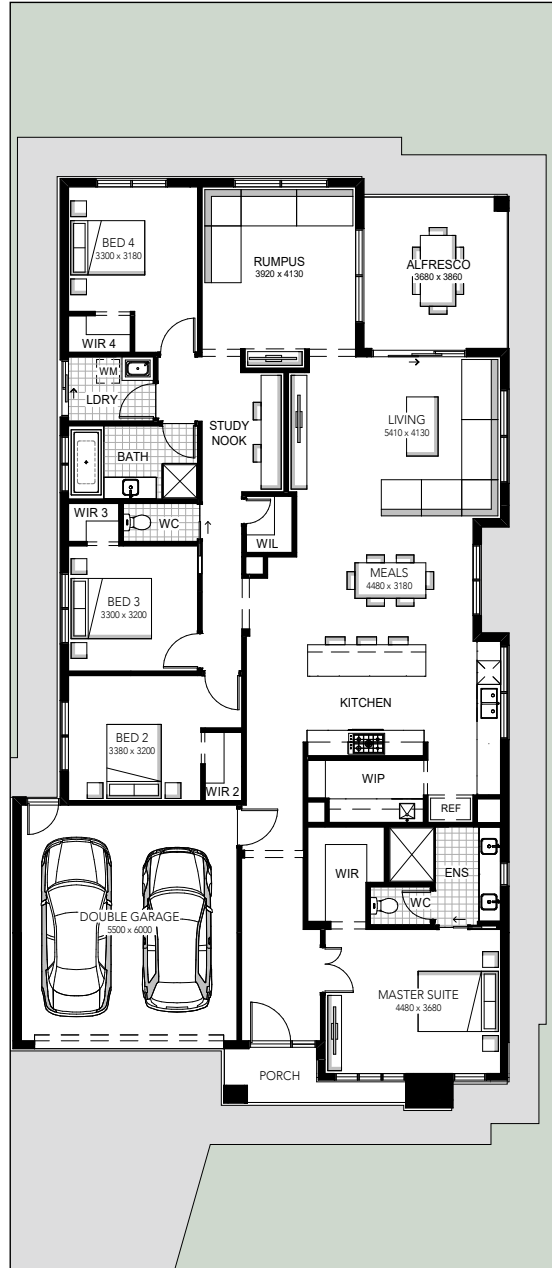 BED 4
3300 x 3180
RUMPUS
3920 x 4130
ALFRESCO
3680 x 3860
WIR 4
WM
LDRY
STUDY
NOOK
LIVING
5410 x 4130
BATH
WIR 3
WC
WIL
MEALS
4480 x 3180
BED 3
3300 x 3200
KITCHEN
BED 2
3380 x 3200
WIR 2
WIP
REF
WIR
ENS
WC
DOUBLE GARAGE
5500 x 6000
MASTER SUITE
4480 x 3680
PORCH